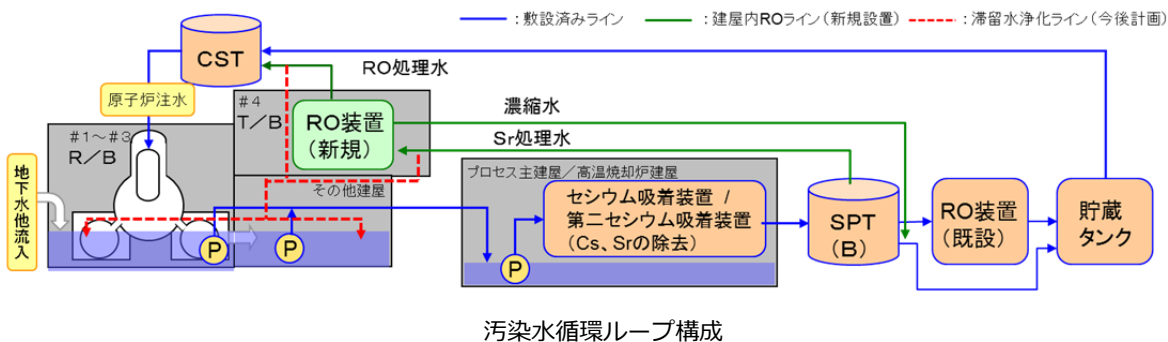 ：敷設済みライン
：建屋内ROライン（新規設置）
：滞留水浄化ライン（今後計画）
CST
RO処理水
原子炉注水
＃4
T／B
RO装置
（新規）
濃縮水
Sr処理水
＃1～＃3
R／B
地下水他流入
その他建屋
プロセス主建屋／高温焼却炉建屋
セシウム吸着装置 /
第二セシウム吸着装置
（Cs、Srの除去）
SPT
（B）
RO装置
（既設）
貯蔵
タンク
P
P
P
汚染水循環ループ構成